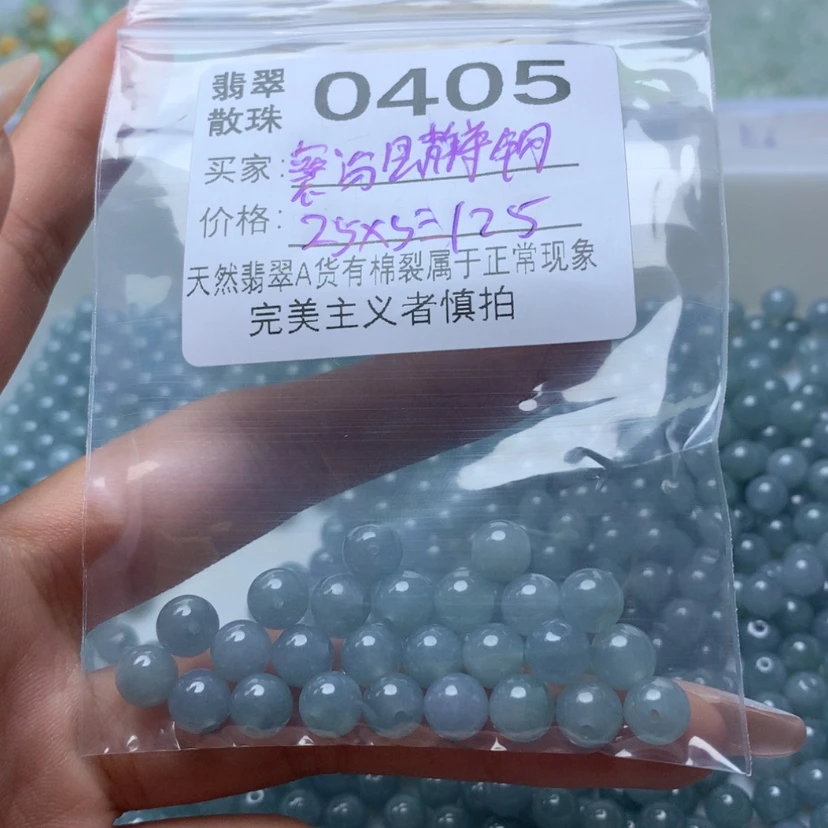 翡翠
散珠
0405
买家:
价格: 25x5=125
天然翡翠A货有棉裂属于正常现象
完美主义者慎拍